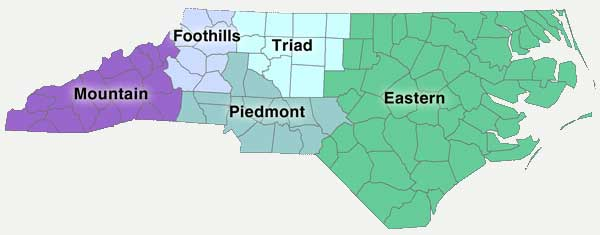 Foothills
Triad
Mountain
Eastern
Piedmont